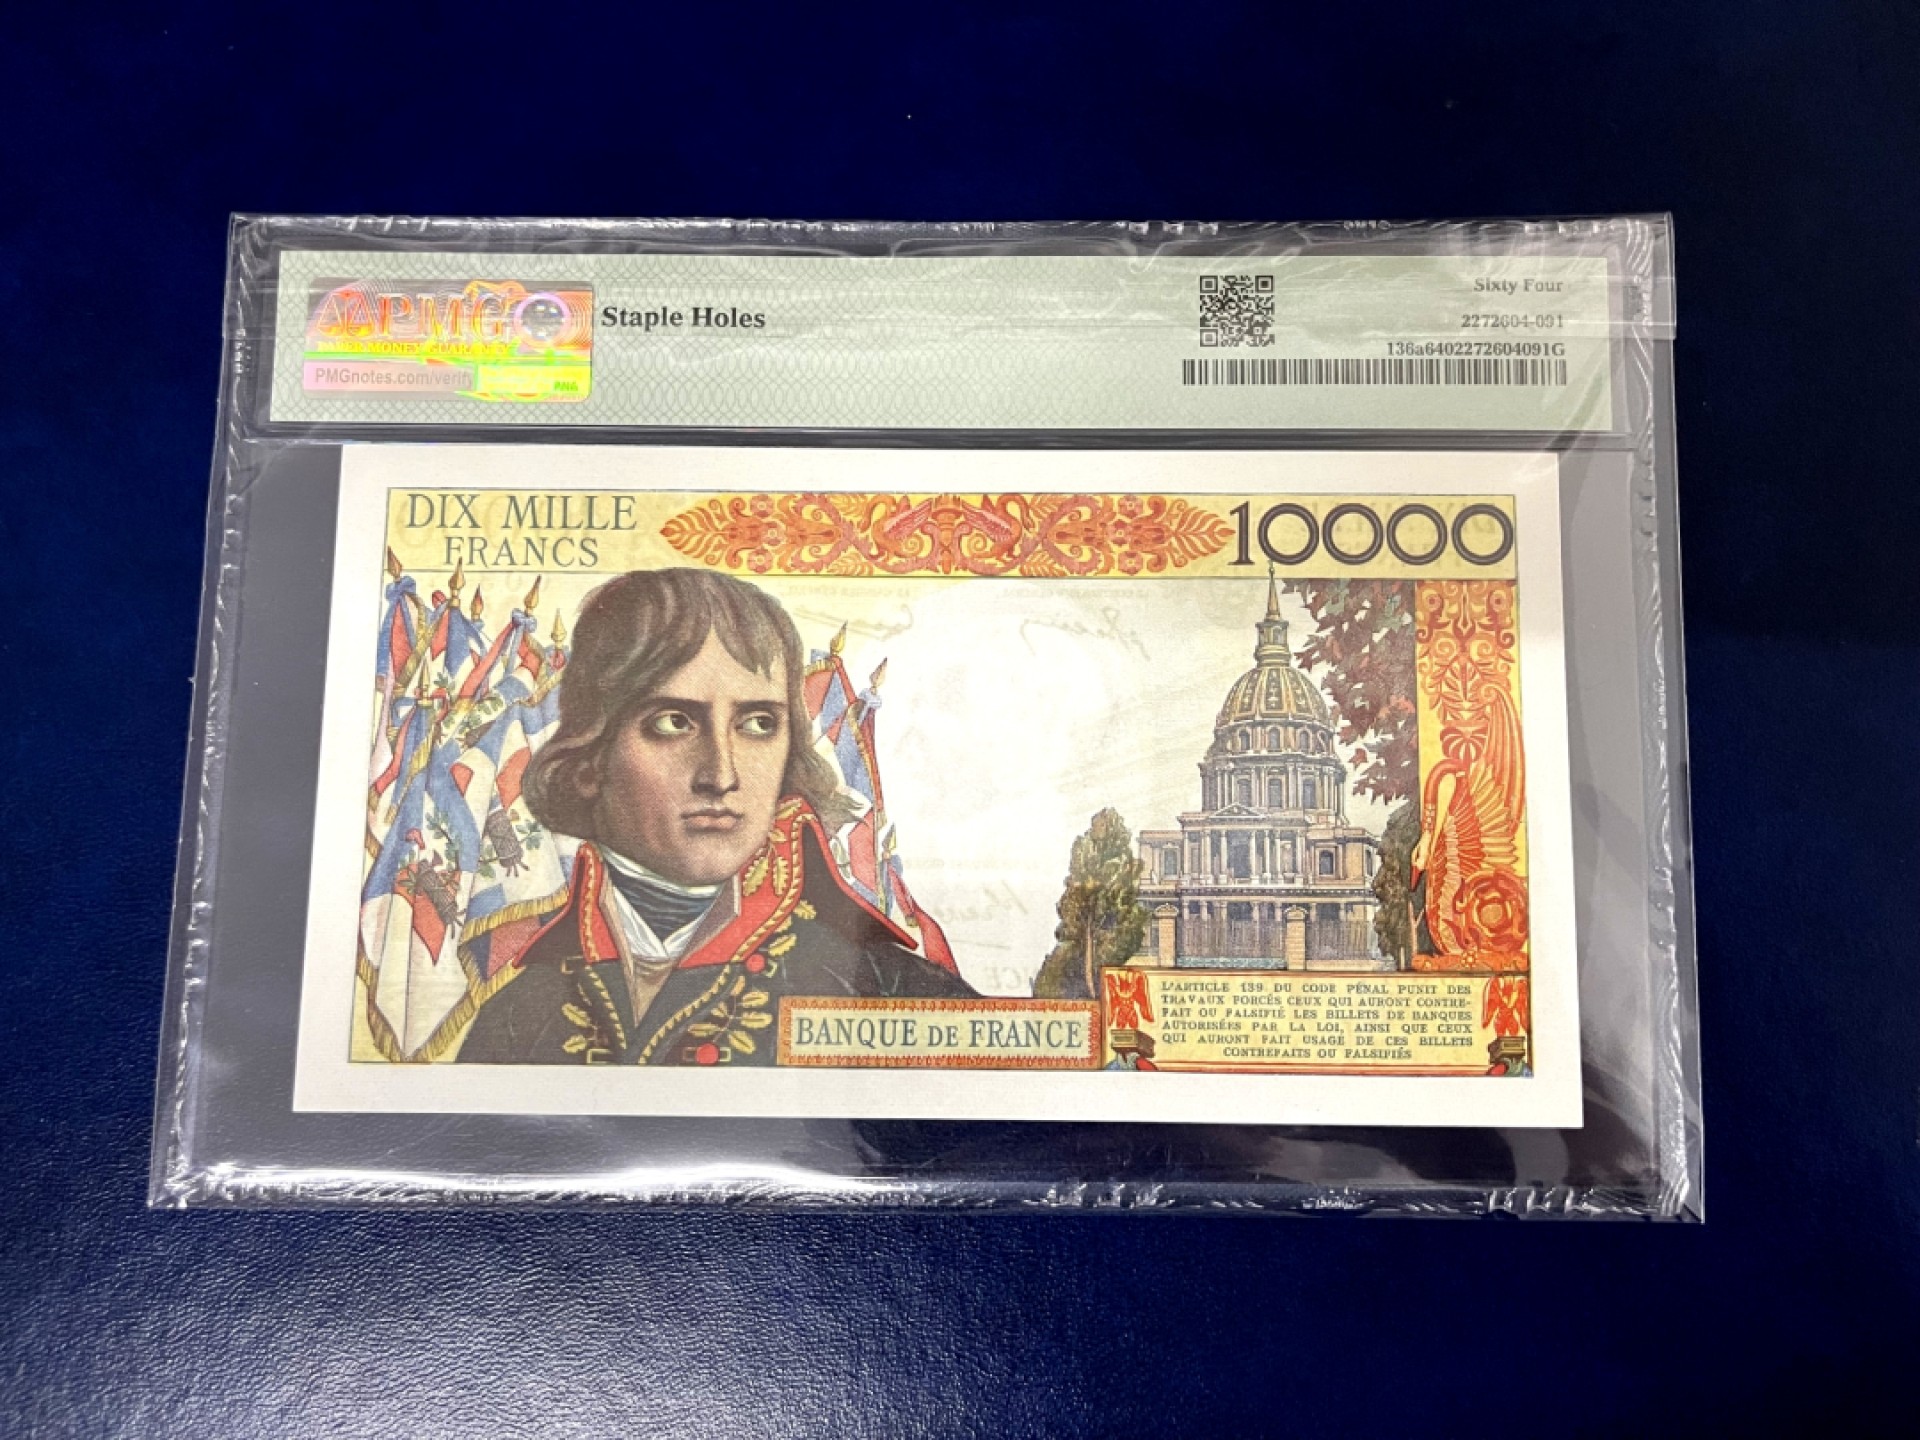 PMG
PAPER MONEY GUARANTY
PMGnotes.com/verify
ANA
Staple Holes
Sixty Four
2272604-091
136a6402272604091G
DIX MILLE
FRANCS
10000
BANQUE DE FRANCE
L'ARTICLE 139 DU CODE PÉNAL PUNIT DES
TRAVAUX FORCÉS CEUX QUI AURONT CONTRE-
FAIT OU FALSIFIÉ LES BILLETS DE BANQUES
AUTORISÉES PAR LA LOI, AINSI QUE CEUX
QUI AURONT FAIT USAGE DE CES BILLETS
CONTREFAITS OU FALSIFIÉS